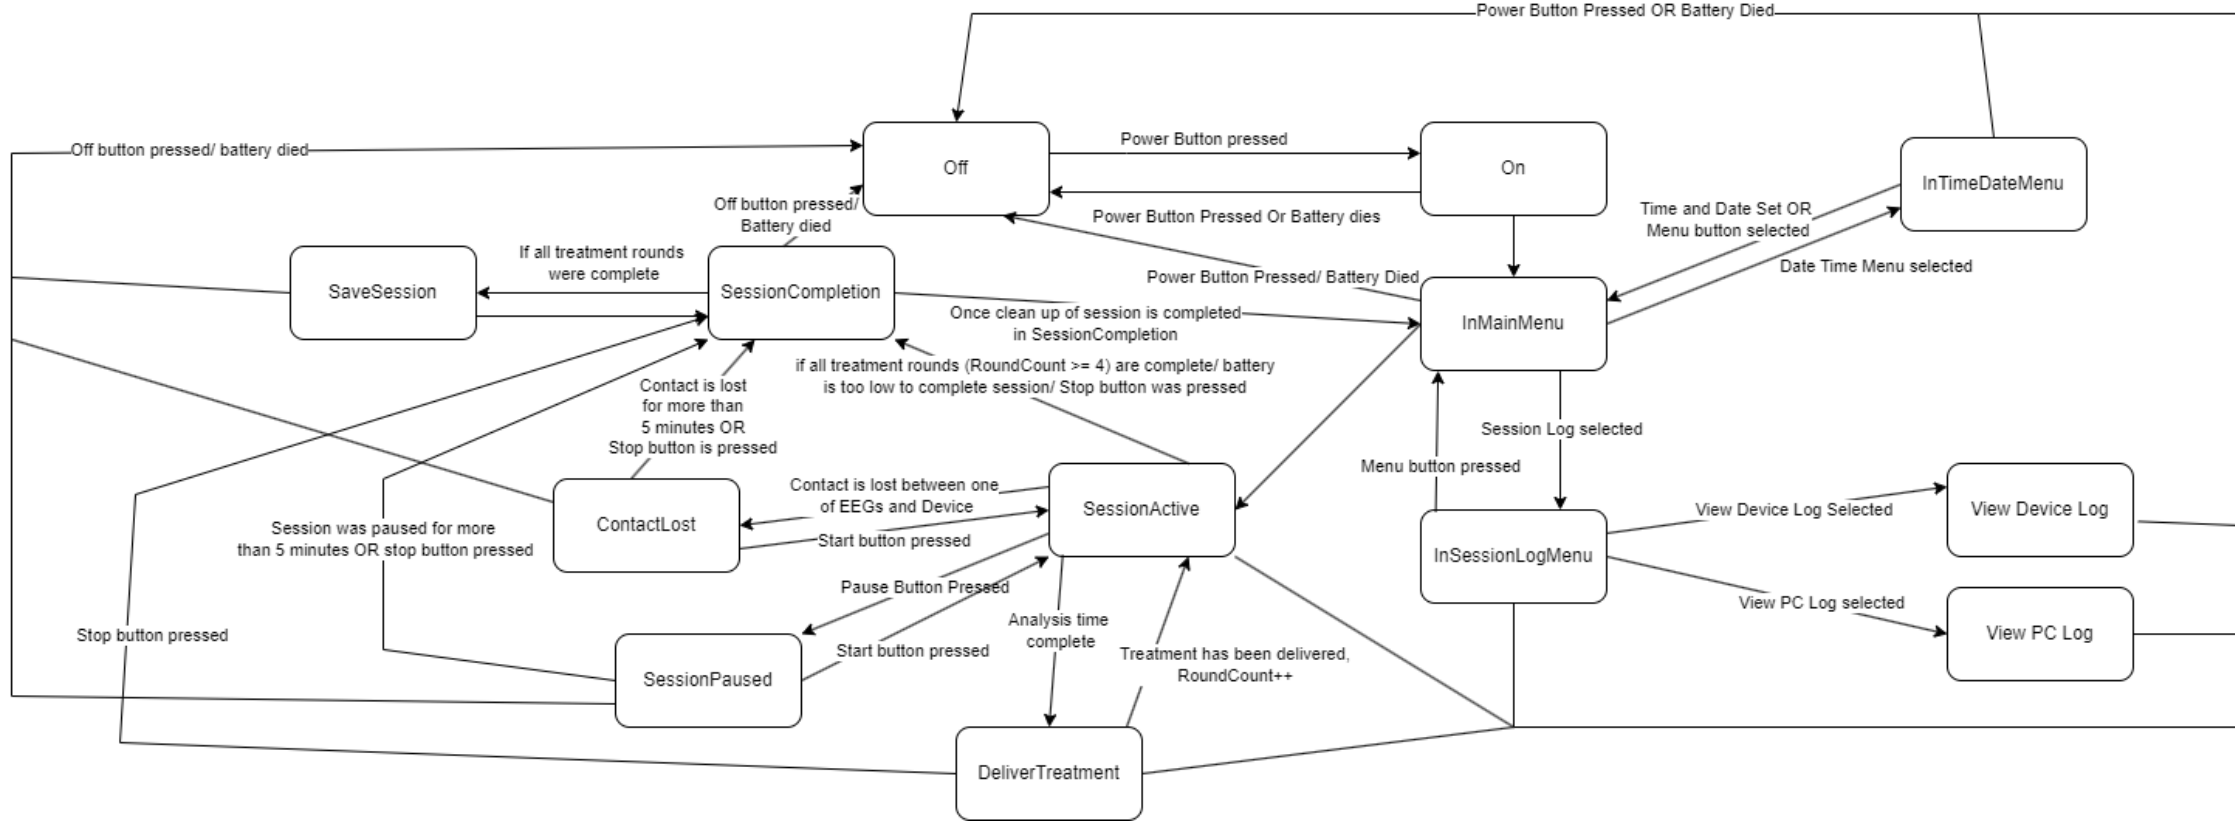 Power Button Pressed OR Battery Died
Off button pressed/ battery died
Power Button pressed
Off
On
InTimeDateMenu
Off button pressed/
Battery died
Power Button Pressed Or Battery dies
Time and Date Set OR
Menu button selected
If all treatment rounds
were complete
Power Button Pressed/ Battery Died
Date Time Menu selected
SaveSession
SessionCompletion
Once clean up of session is completed
in SessionCompletion
InMainMenu
if all treatment rounds (RoundCount >= 4) are complete/ battery
is too low to complete session/ Stop button was pressed
Contact is lost
for more than
5 minutes OR
Stop button is pressed
Session Log selected
Menu button pressed
Contact is lost between one
of EEGs and Device
SessionActive
View Device Log Selected
View Device Log
ContactLost
Session was paused for more
than 5 minutes OR stop button pressed
Start button pressed
InSessionLogMenu
Pause Button Pressed
View PC Log selected
View PC Log
Analysis time
complete
Stop button pressed
Start button pressed
Treatment has been delivered,
RoundCount++
SessionPaused
DeliverTreatment